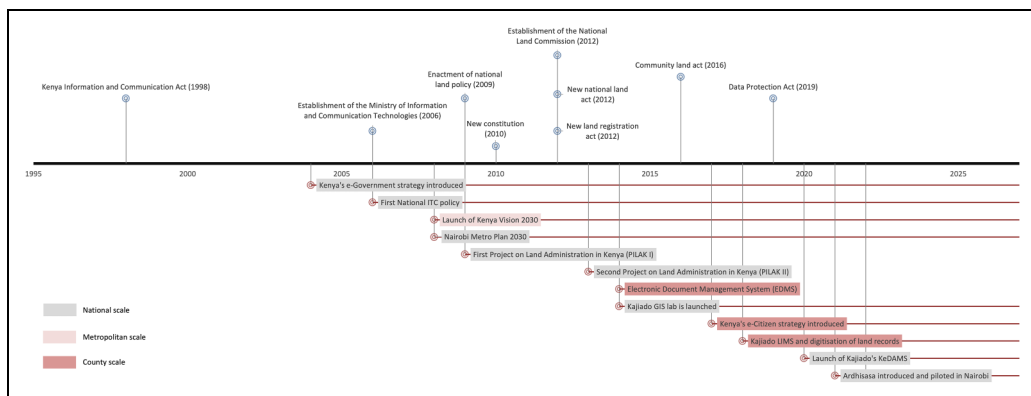 Establishment of the National
Land Commission (2012)
Community land act (2016)
Kenya Information and Communication Act (1998)
Enactment of national
land policy (2009)
New national land
act (2012)
Data Protection Act (2019)
Establishment of the Ministry of Information
and Communication Technologies (2006)
New constitution
(2010)
New land registration
act (2012)
1995
2000
2005
2010
2015
2020
2025
Kenya's e-Government strategy introduced
First National ITC policy
Launch of Kenya Vision 2030
Nairobi Metro Plan 2030
First Project on Land Administration in Kenya (PILAK I)
Second Project on Land Administration in Kenya (PILAK II)
Electronic Document Management System (EDMS)
Kajiado GIS lab is launched
Kenya's e-Citizen strategy introduced
Kajiado LIMS and digitisation of land records
Launch of Kajiado's KeDAMS
Ardhisasa introduced and piloted in Nairobi
National scale
Metropolitan scale
County scale